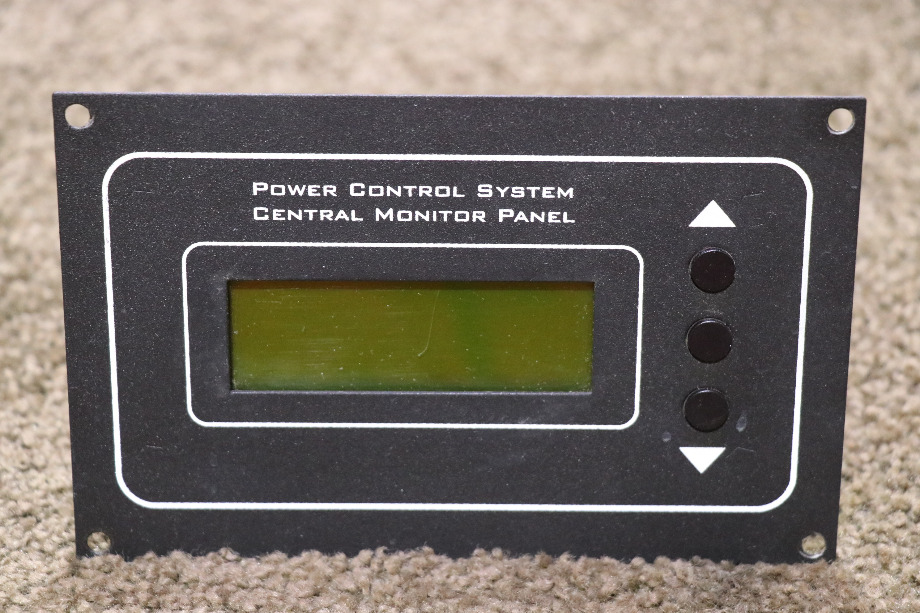 Power Control System
Central Monitor Panel